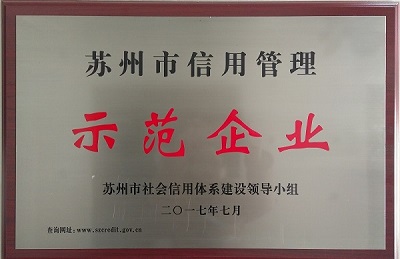 苏州市信用管理
示范企业
苏州市社会信用体系建设领导小组
二〇一七年七月
查询网址:www.szcredit.gov.cn